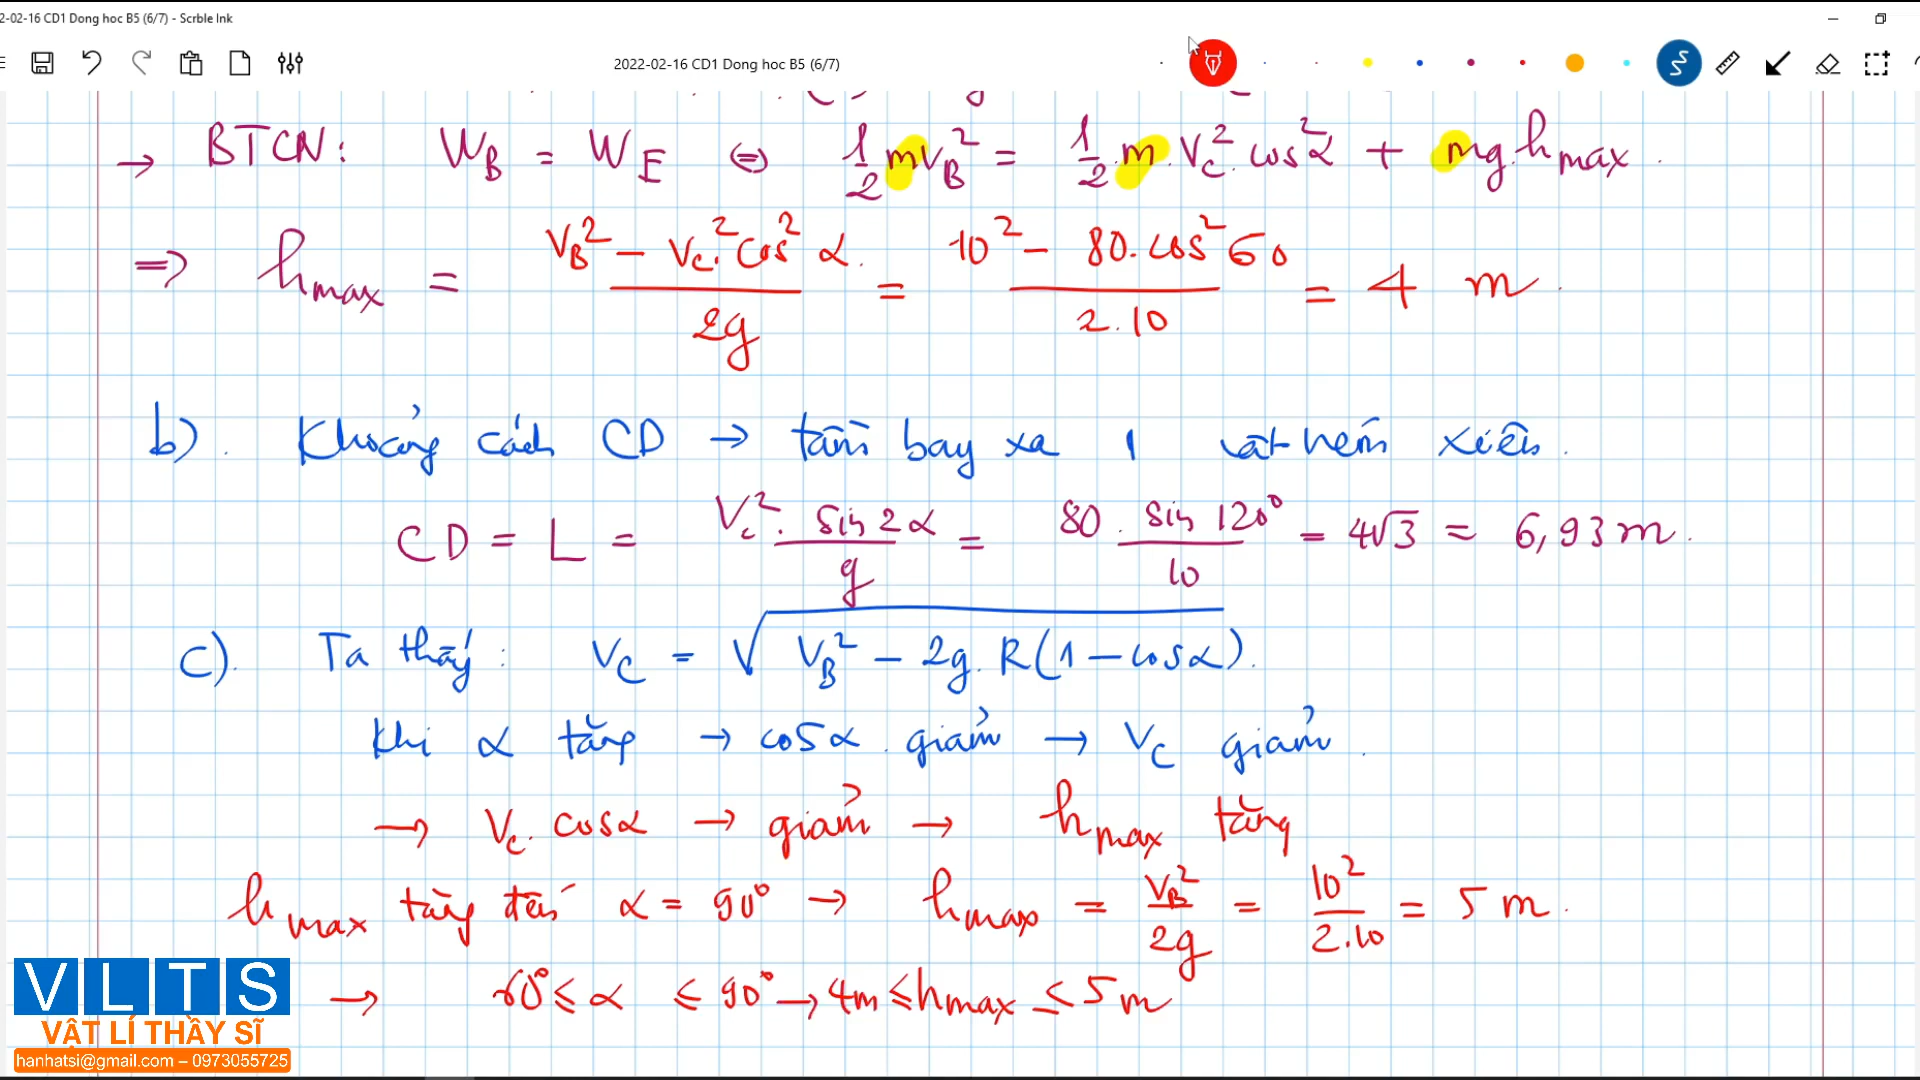 2-02-16 CD1 Dong hoc B5 (6/7) - Scrble Ink
2022-02-16 CD1 Dong hoc B5 (6/7)
→ BTCN: W_B = W_E ⇔ 1/2 mv_B² = 1/2 m.V_C².cos²α + mg.h_max.
⇒ h_max = (V_B² - V_C².cos²α)/(2g) = (10² - 80.cos²60)/(2.10) = 4 m.
b). Khoảng cách CD → tầm bay xa 1 vật ném xiên.
CD = L = (V_C².sin2α)/g = (80.sin120°)/10 = 4√3 = 6,93m.
c). Ta thấy: V_C = √(V_B² - 2g.R(1-cosα)).
khi α tăng → cosα giảm → V_C giảm.
→ V_C.cosα → giảm → h_max tăng
h_max tăng đến α = 90° → h_max = V_B²/2g = 10²/2.10 = 5 m.
→ 60° ≤ α ≤ 90° → 4m ≤ h_max ≤ 5m
VLTS
VẬT LÍ THẦY SĨ
hanhatsi@gmail.com – 0973055725